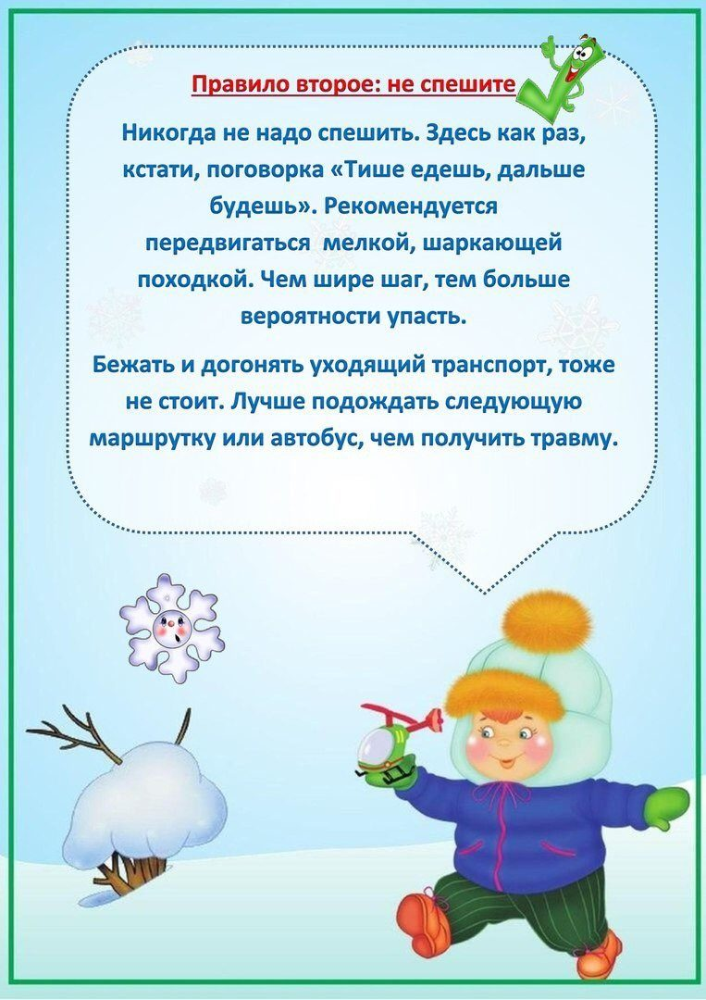 Правило второе: не спешите
Никогда не надо спешить. Здесь как раз,
кстати, поговорка «Тише едешь, дальше
будешь». Рекомендуется
передвигаться мелкой, шаркающей
походкой. Чем шире шаг, тем больше
вероятности упасть.
Бежать и догонять уходящий транспорт, тоже
не стоит. Лучше подождать следующую
маршрутку или автобус, чем получить травму.